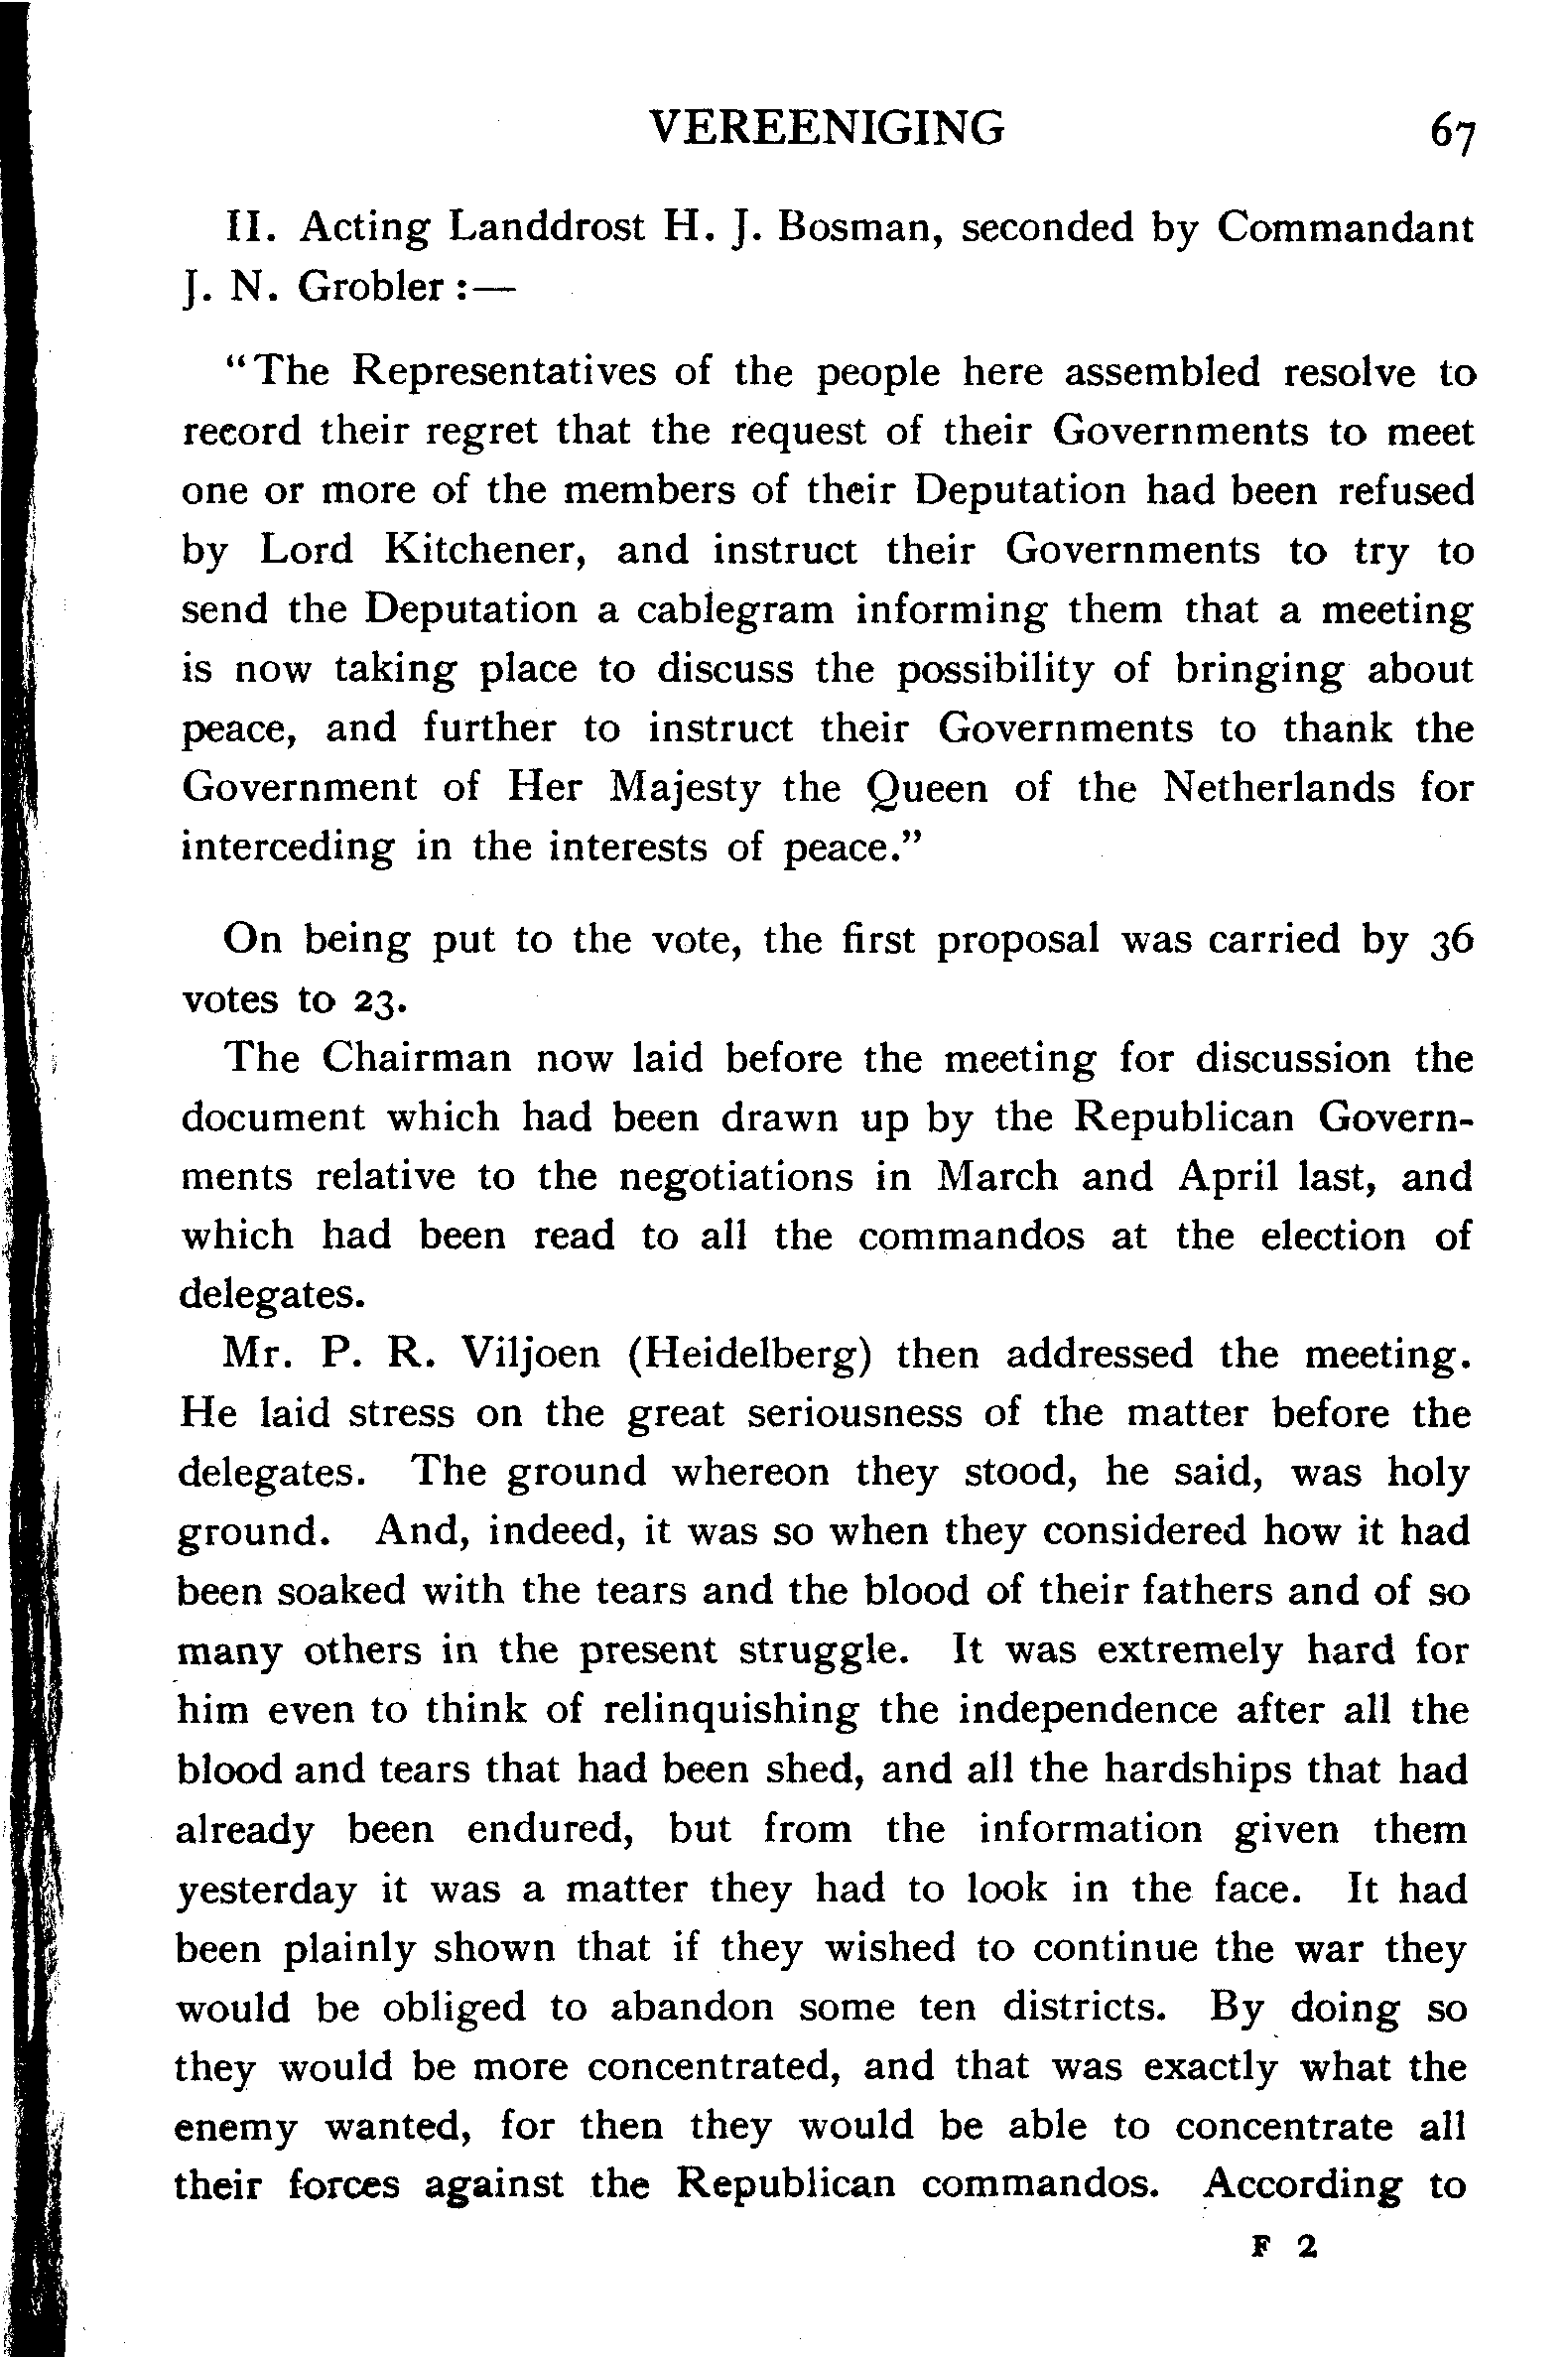 VEREENIGING 67
II. Acting Landdrost H. J. Bosman, seconded by Commandant
J. N. Grobler :—
"The Representatives of the people here assembled resolve to
record their regret that the request of their Governments to meet
one or more of the members of their Deputation had been refused
by Lord Kitchener, and instruct their Governments to try to
send the Deputation a cablegram informing them that a meeting
is now taking place to discuss the possibility of bringing about
peace, and further to instruct their Governments to thank the
Government of Her Majesty the Queen of the Netherlands for
interceding in the interests of peace."
On being put to the vote, the first proposal was carried by 36
votes to 23.
The Chairman now laid before the meeting for discussion the
document which had been drawn up by the Republican Govern-
ments relative to the negotiations in March and April last, and
which had been read to all the commandos at the election of
delegates.
Mr. P. R. Viljoen (Heidelberg) then addressed the meeting.
He laid stress on the great seriousness of the matter before the
delegates. The ground whereon they stood, he said, was holy
ground. And, indeed, it was so when they considered how it had
been soaked with the tears and the blood of their fathers and of so
many others in the present struggle. It was extremely hard for
him even to think of relinquishing the independence after all the
blood and tears that had been shed, and all the hardships that had
already been endured, but from the information given them
yesterday it was a matter they had to look in the face. It had
been plainly shown that if they wished to continue the war they
would be obliged to abandon some ten districts. By doing so
they would be more concentrated, and that was exactly what the
enemy wanted, for then they would be able to concentrate all
their forces against the Republican commandos. According to
F 2